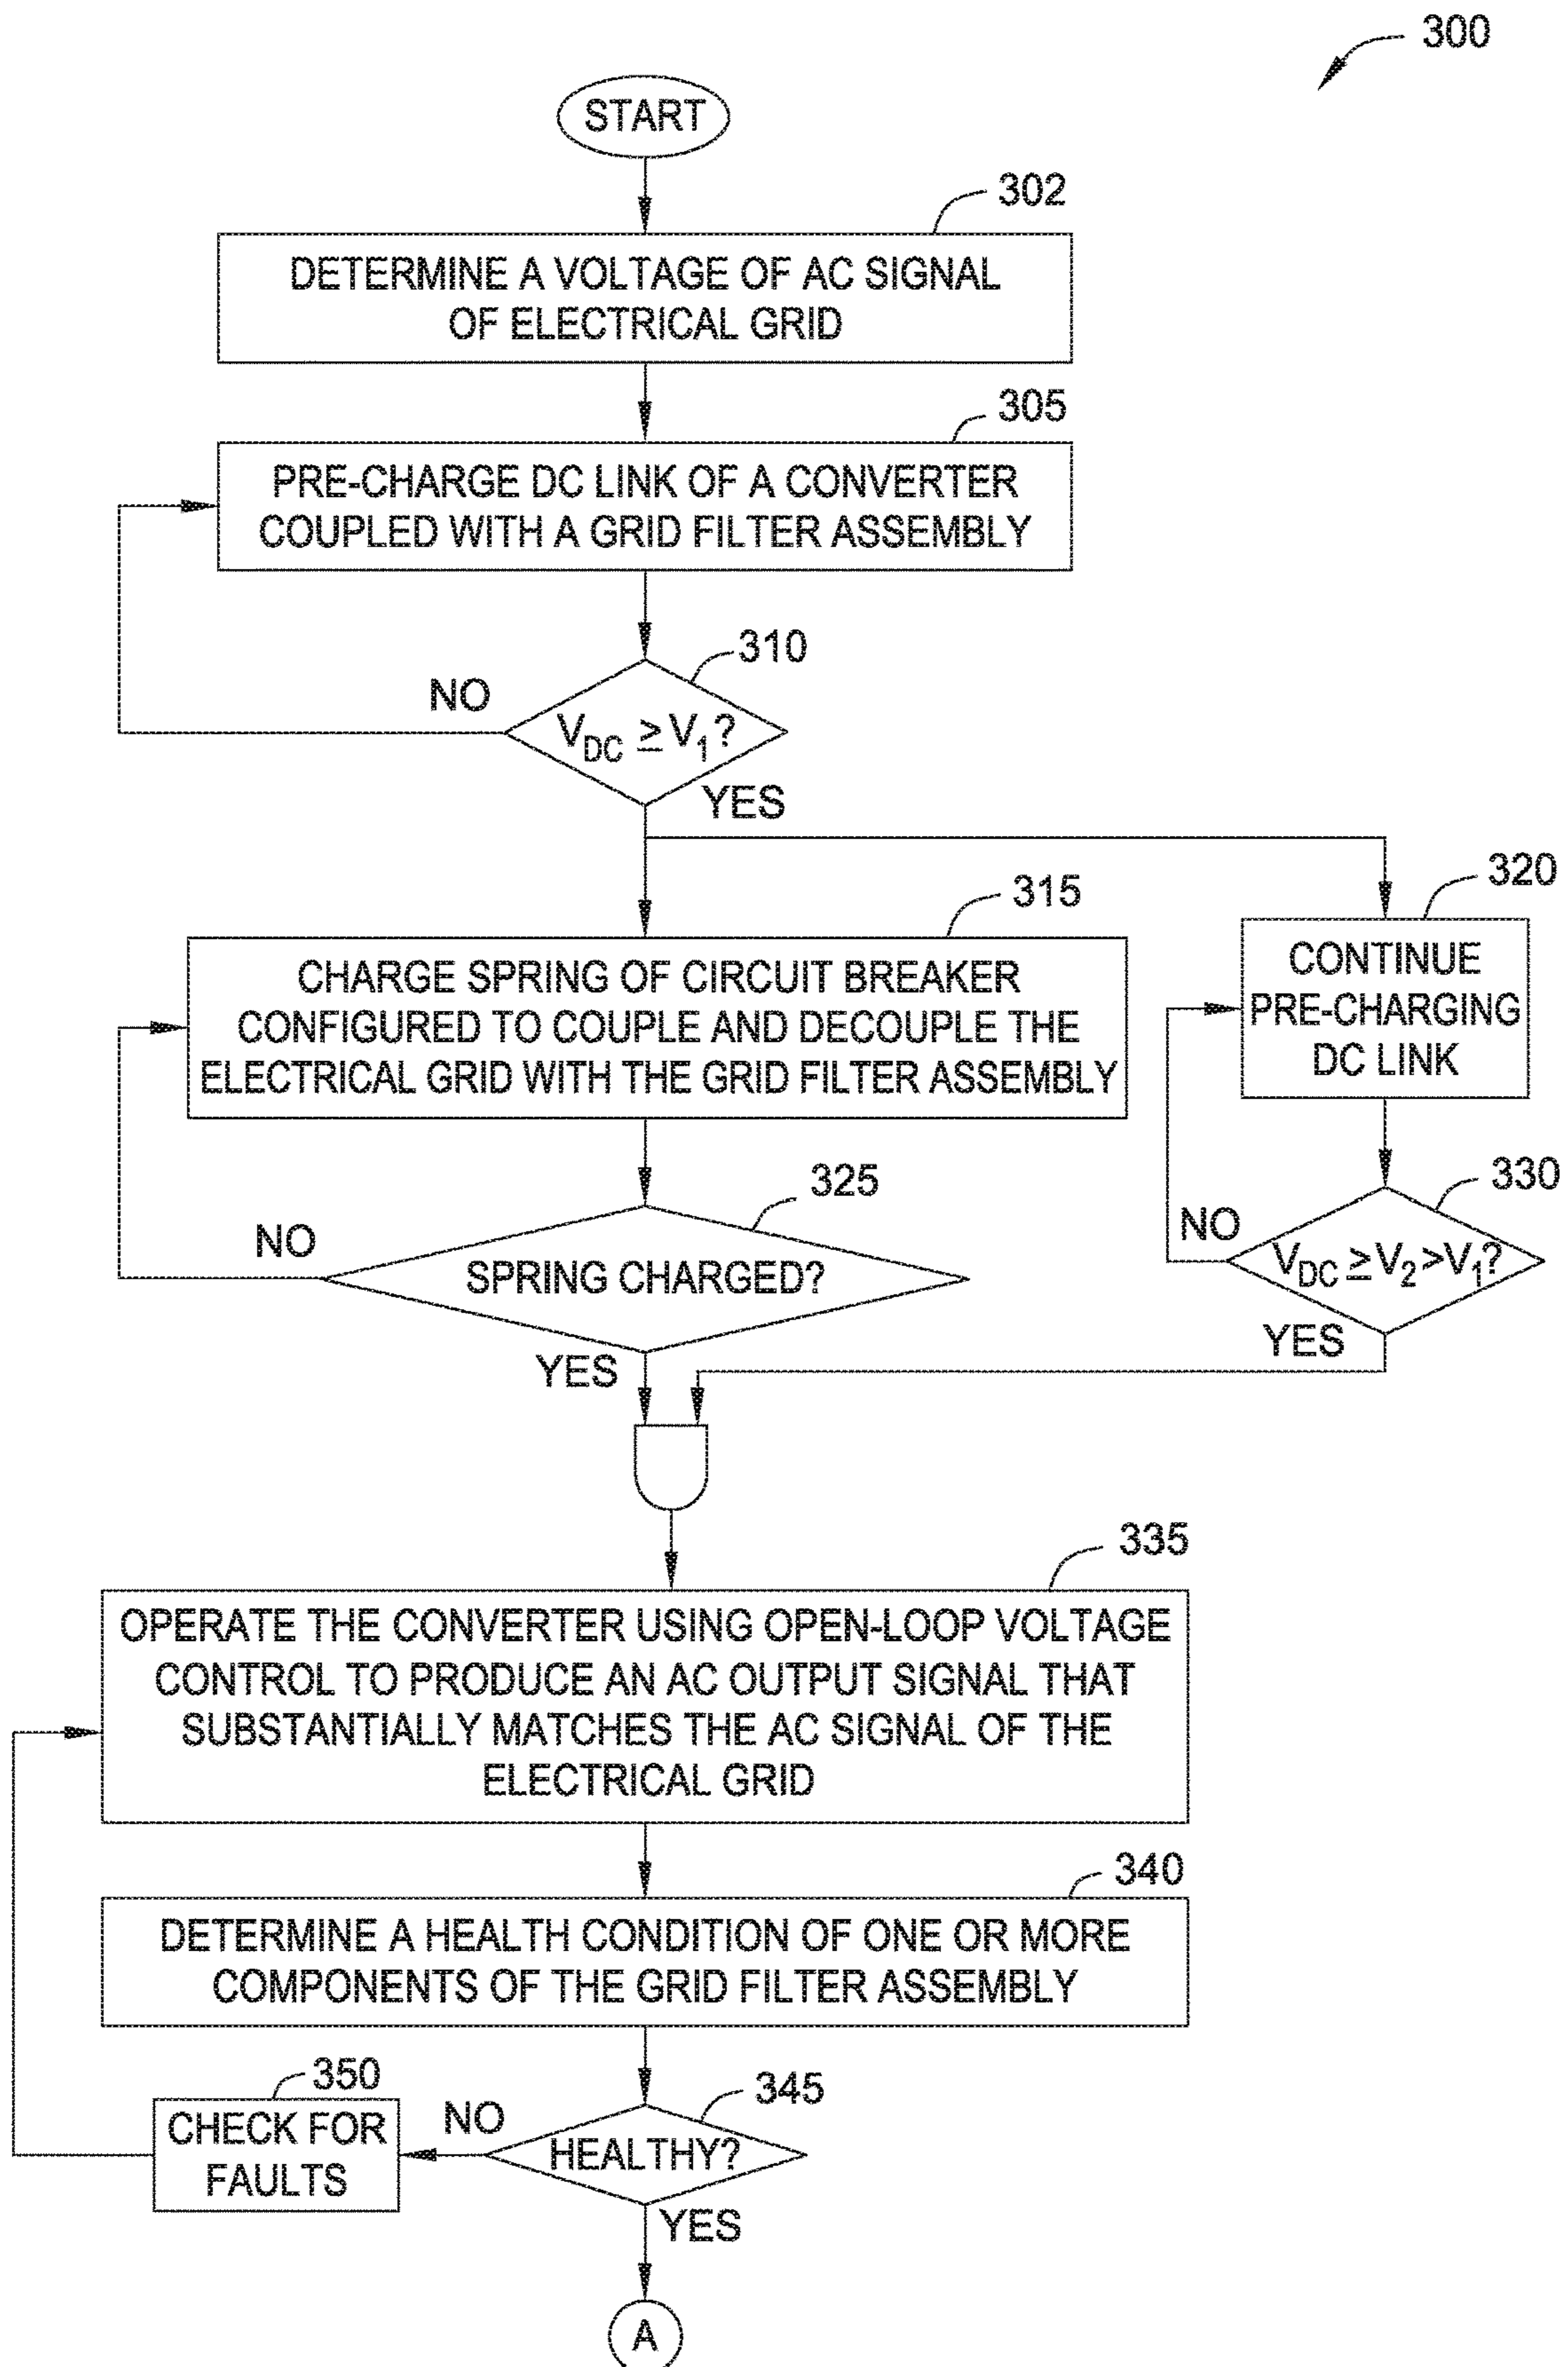 300
START
302
DETERMINE A VOLTAGE OF AC SIGNAL
OF ELECTRICAL GRID
305
PRE-CHARGE DC LINK OF A CONVERTER
COUPLED WITH A GRID FILTER ASSEMBLY
310
NO
V_DC ≥ V_1?
YES
315
CHARGE SPRING OF CIRCUIT BREAKER
CONFIGURED TO COUPLE AND DECOUPLE THE
ELECTRICAL GRID WITH THE GRID FILTER ASSEMBLY
320
CONTINUE
PRE-CHARGING
DC LINK
325
NO
SPRING CHARGED?
YES
330
NO
V_DC ≥ V_2 > V_1?
YES
335
OPERATE THE CONVERTER USING OPEN-LOOP VOLTAGE
CONTROL TO PRODUCE AN AC OUTPUT SIGNAL THAT
SUBSTANTIALLY MATCHES THE AC SIGNAL OF THE
ELECTRICAL GRID
340
DETERMINE A HEALTH CONDITION OF ONE OR MORE
COMPONENTS OF THE GRID FILTER ASSEMBLY
345
HEALTHY?
NO
350
CHECK FOR
FAULTS
YES
A